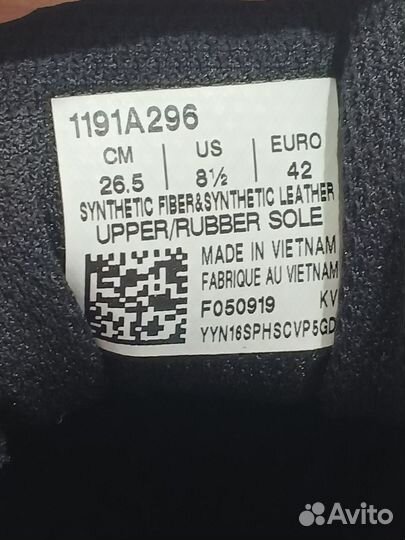 1191A296
CM US EURO
26.5 8½ 42
SYNTHETIC FIBER&SYNTHETIC LEATHER
UPPER/RUBBER SOLE
MADE IN VIETNAM
FABRIQUE AU VIETNAM
F050919 KV
YYN16SPHSCVP5GD
Avito